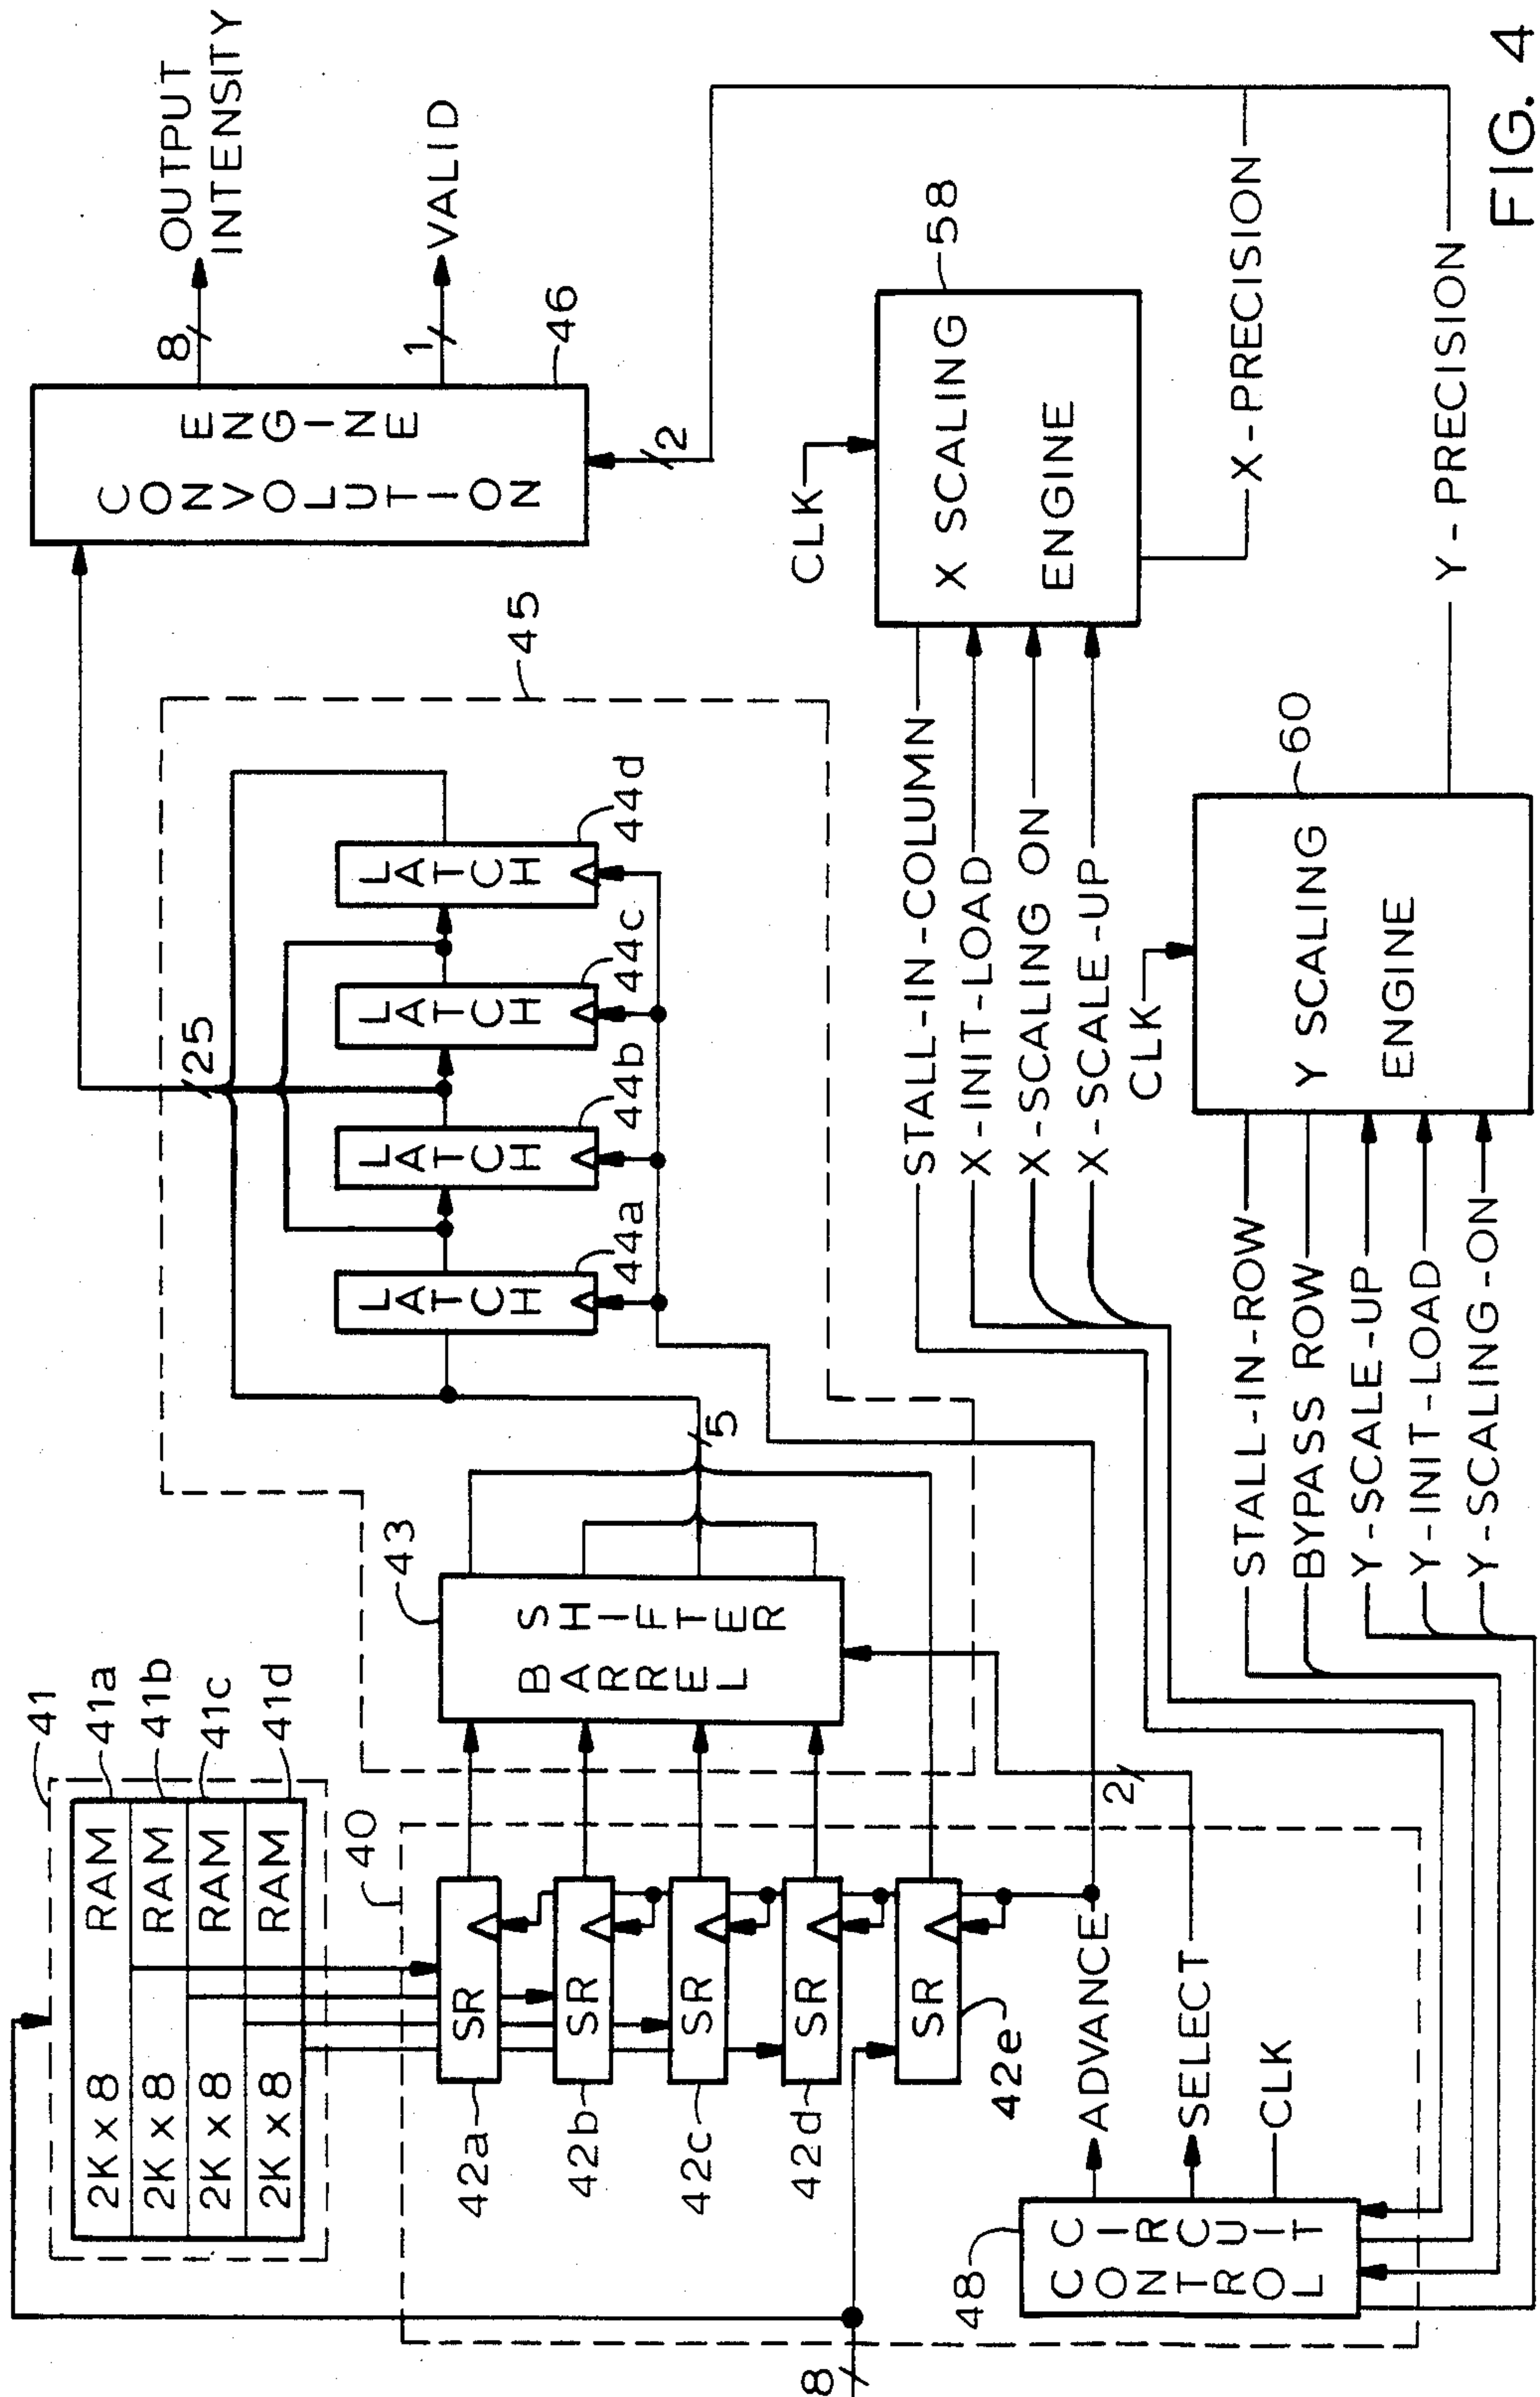 41
2K x 8 RAM
41a
2K x 8 RAM
41b
2K x 8 RAM
41c
2K x 8 RAM
41d
40
8
SR
42a
SR
42b
SR
42c
SR
42d
SR
42e
48
CONTROL
CIRCUIT
ADVANCE
SELECT
CLK
2
43
BARREL
SHIFTER
5
45
LATCH
44a
LATCH
44b
LATCH
44c
LATCH
44d
25
CONVOLUTION
ENGINE
46
8
OUTPUT
INTENSITY
1
VALID
2
STALL-IN-COLUMN
X-INIT-LOAD
X-SCALING ON
X-SCALE-UP
CLK
X SCALING
ENGINE
58
X-PRECISION
STALL-IN-ROW
BYPASS ROW
Y-SCALE-UP
Y-INIT-LOAD
Y-SCALING-ON
CLK
Y SCALING
ENGINE
60
Y-PRECISION
FIG. 4